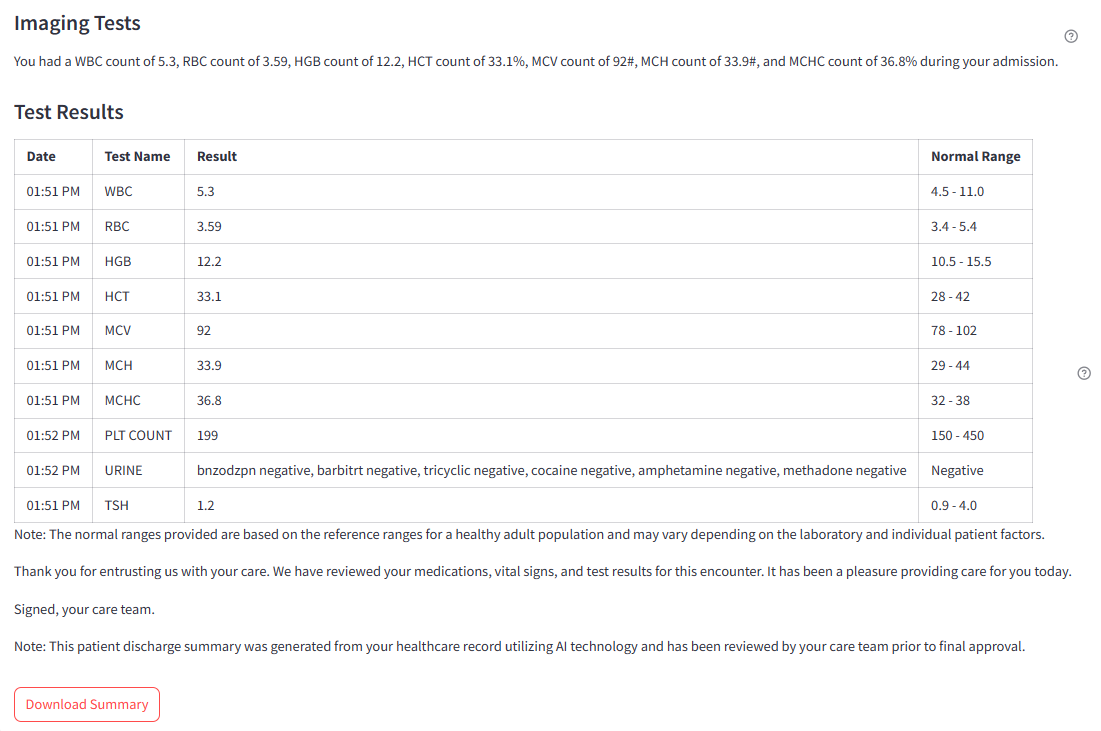 Imaging Tests
You had a WBC count of 5.3, RBC count of 3.59, HGB count of 12.2, HCT count of 33.1%, MCV count of 92#, MCH count of 33.9#, and MCHC count of 36.8% during your admission.
Test Results
Date Test Name Result Normal Range
01:51 PM WBC 5.3 4.5 - 11.0
01:51 PM RBC 3.59 3.4 - 5.4
01:51 PM HGB 12.2 10.5 - 15.5
01:51 PM HCT 33.1 28 - 42
01:51 PM MCV 92 78 - 102
01:51 PM MCH 33.9 29 - 44
01:51 PM MCHC 36.8 32 - 38
01:52 PM PLT COUNT 199 150 - 450
01:52 PM URINE bnzodzpn negative, barbitrt negative, tricyclic negative, cocaine negative, amphetamine negative, methadone negative Negative
01:51 PM TSH 1.2 0.9 - 4.0
Note: The normal ranges provided are based on the reference ranges for a healthy adult population and may vary depending on the laboratory and individual patient factors.
Thank you for entrusting us with your care. We have reviewed your medications, vital signs, and test results for this encounter. It has been a pleasure providing care for you today.
Signed, your care team.
Note: This patient discharge summary was generated from your healthcare record utilizing AI technology and has been reviewed by your care team prior to final approval.
Download Summary